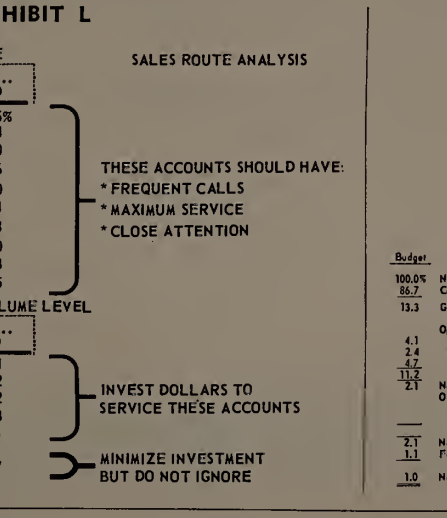 HIBIT L
SALES ROUTE ANALYSIS
THESE ACCOUNTS SHOULD HAVE:
* FREQUENT CALLS
* MAXIMUM SERVICE
* CLOSE ATTENTION
LUME LEVEL
INVEST DOLLARS TO
SERVICE THESE ACCOUNTS
MINIMIZE INVESTMENT
BUT DO NOT IGNORE
Budget
100.0% N
86.7 C
13.3 G
O
4.1
2.4
4.7
11.2
2.1 N
O
2.1 N
1.1 F
1.0 N